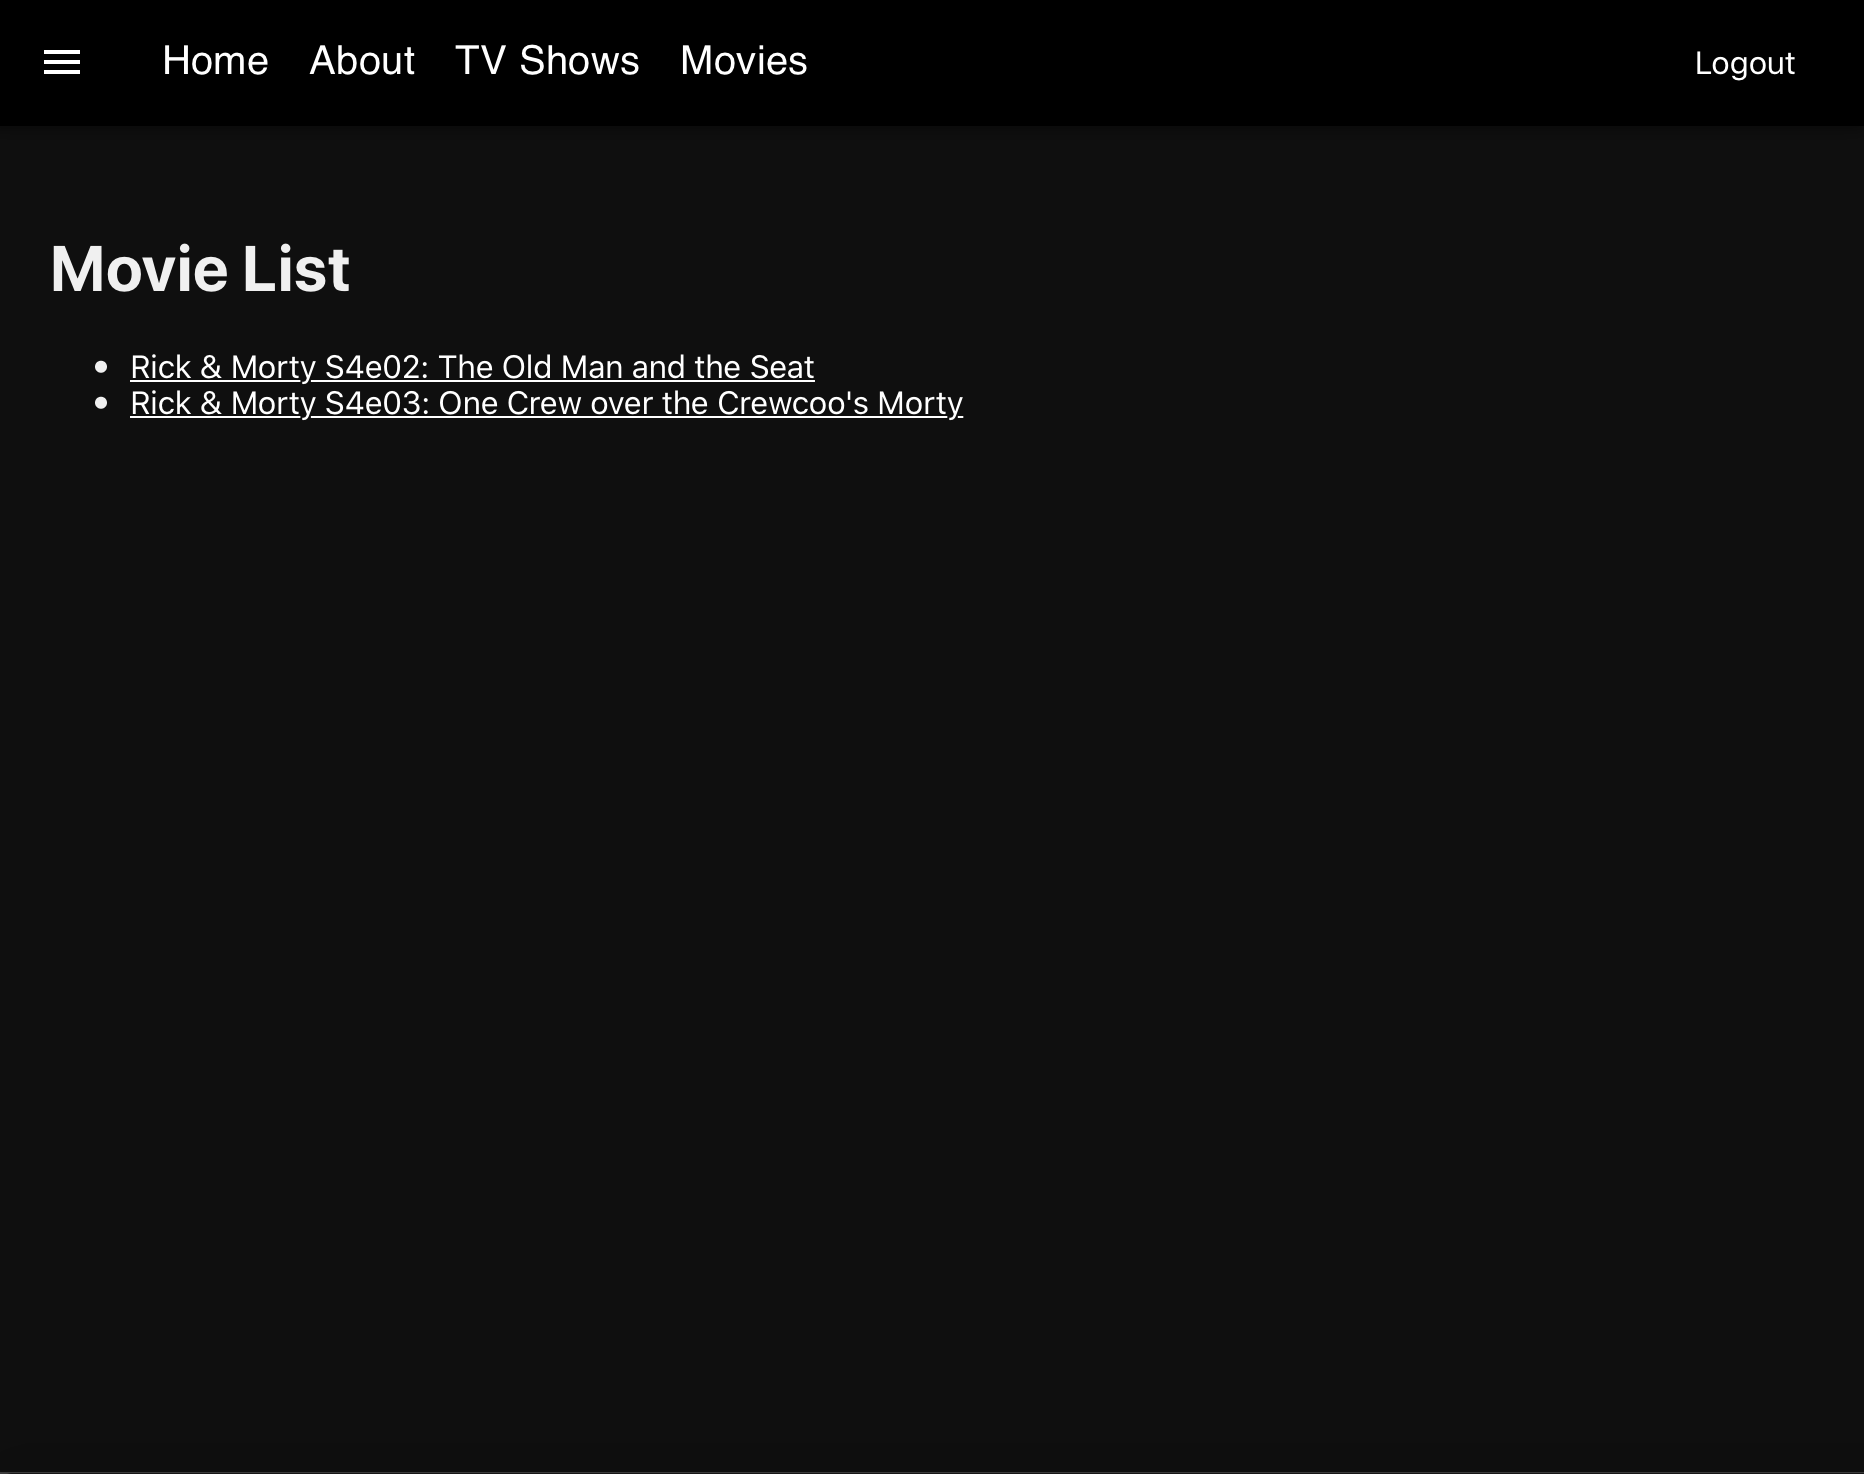 Home About TV Shows Movies Logout
Movie List
Rick & Morty S4e02: The Old Man and the Seat
Rick & Morty S4e03: One Crew over the Crewcoo's Morty